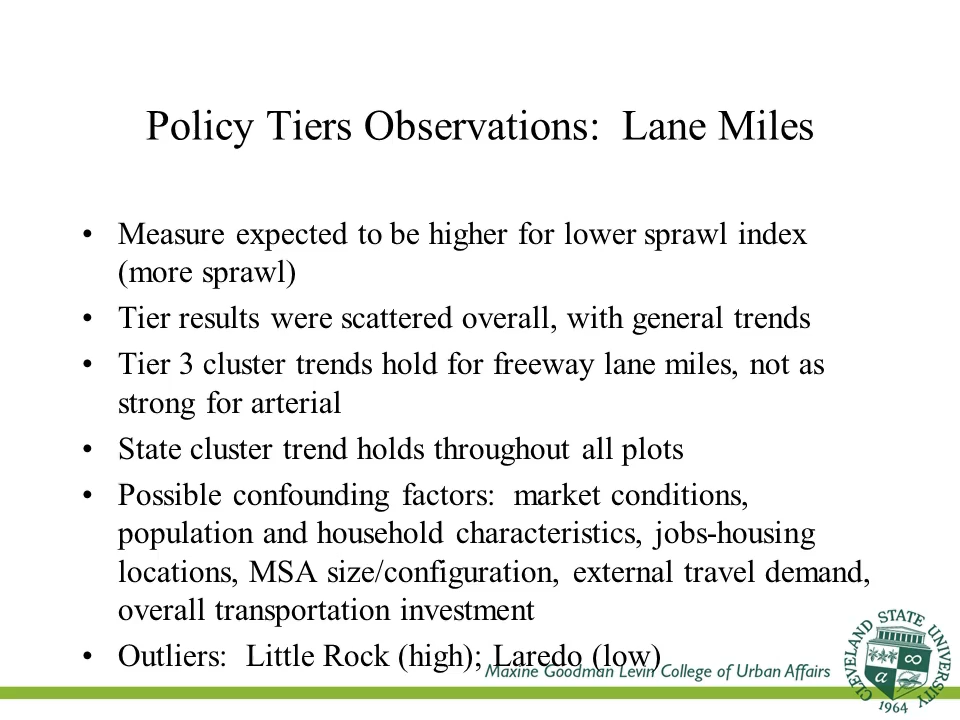 Policy Tiers Observations: Lane Miles
• Measure expected to be higher for lower sprawl index
(more sprawl)
• Tier results were scattered overall, with general trends
• Tier 3 cluster trends hold for freeway lane miles, not as
strong for arterial
• State cluster trend holds throughout all plots
• Possible confounding factors: market conditions,
population and household characteristics, jobs-housing
locations, MSA size/configuration, external travel demand,
overall transportation investment
• Outliers: Little Rock (high); Laredo (low)
Maxine Goodman Levin College of Urban Affairs
CLEVELAND STATE UNIVERSITY
1964